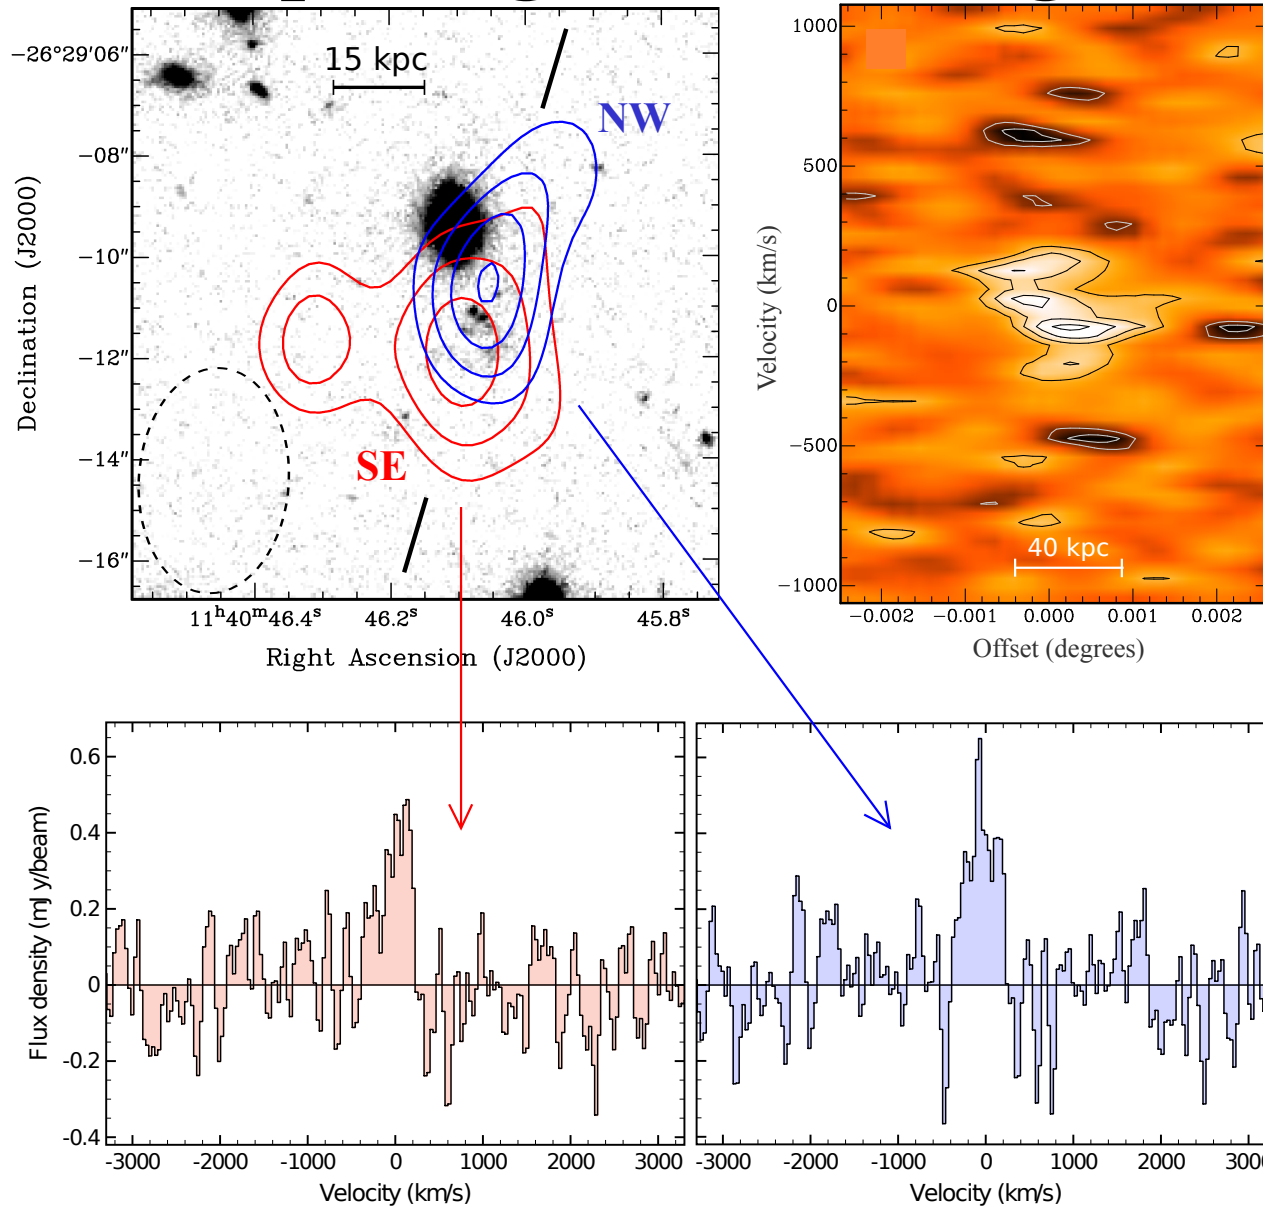 15 kpc
NW
SE
−26°29′06″
−08″
−10″
−12″
−14″
−16″
Declination (J2000)
11ʰ40ᵐ46.4ˢ 46.2ˢ 46.0ˢ 45.8ˢ
Right Ascension (J2000)
1000
500
0
−500
−1000
Velocity (km/s)
40 kpc
−0.002 −0.001 0.000 0.001 0.002
Offset (degrees)
0.6
0.4
0.2
0
-0.2
-0.4
Flux density (mJy/beam)
-3000 -2000 -1000 0 1000 2000 3000
Velocity (km/s)
-3000 -2000 -1000 0 1000 2000
Velocity (km/s)